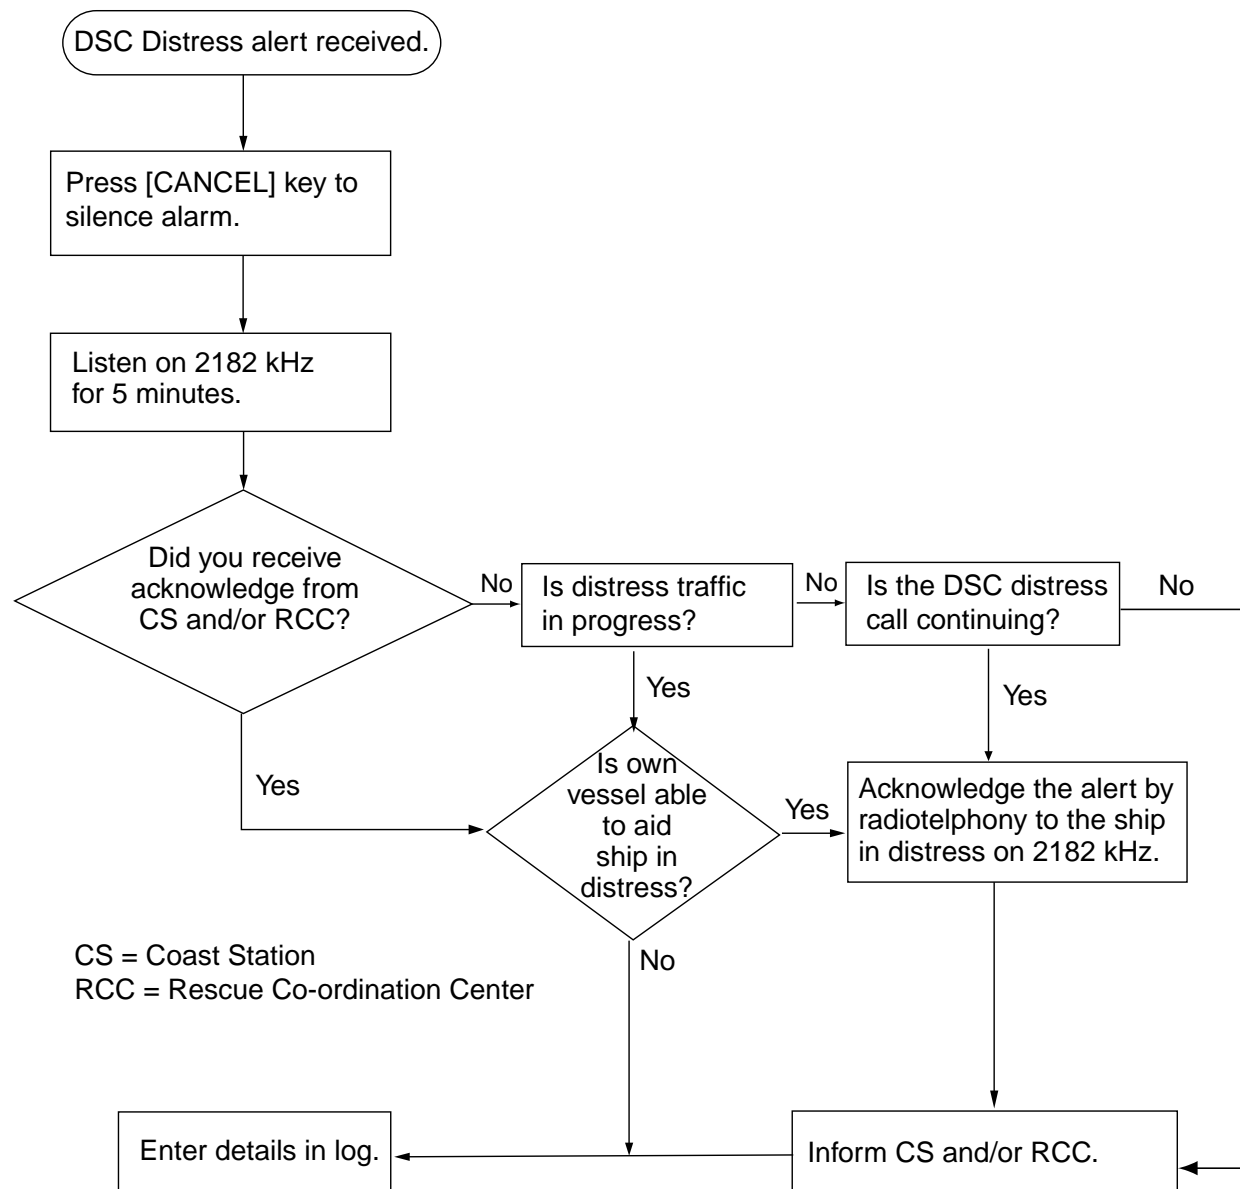 DSC Distress alert received.
Press [CANCEL] key to
silence alarm.
Listen on 2182 kHz
for 5 minutes.
Did you receive
acknowledge from
CS and/or RCC?
No
Is distress traffic
in progress?
No
Is the DSC distress
call continuing?
No
Yes
Yes
Yes
Is own
vessel able
to aid
ship in
distress?
Yes
Acknowledge the alert by
radiotelphony to the ship
in distress on 2182 kHz.
No
CS = Coast Station
RCC = Rescue Co-ordination Center
Enter details in log.
Inform CS and/or RCC.